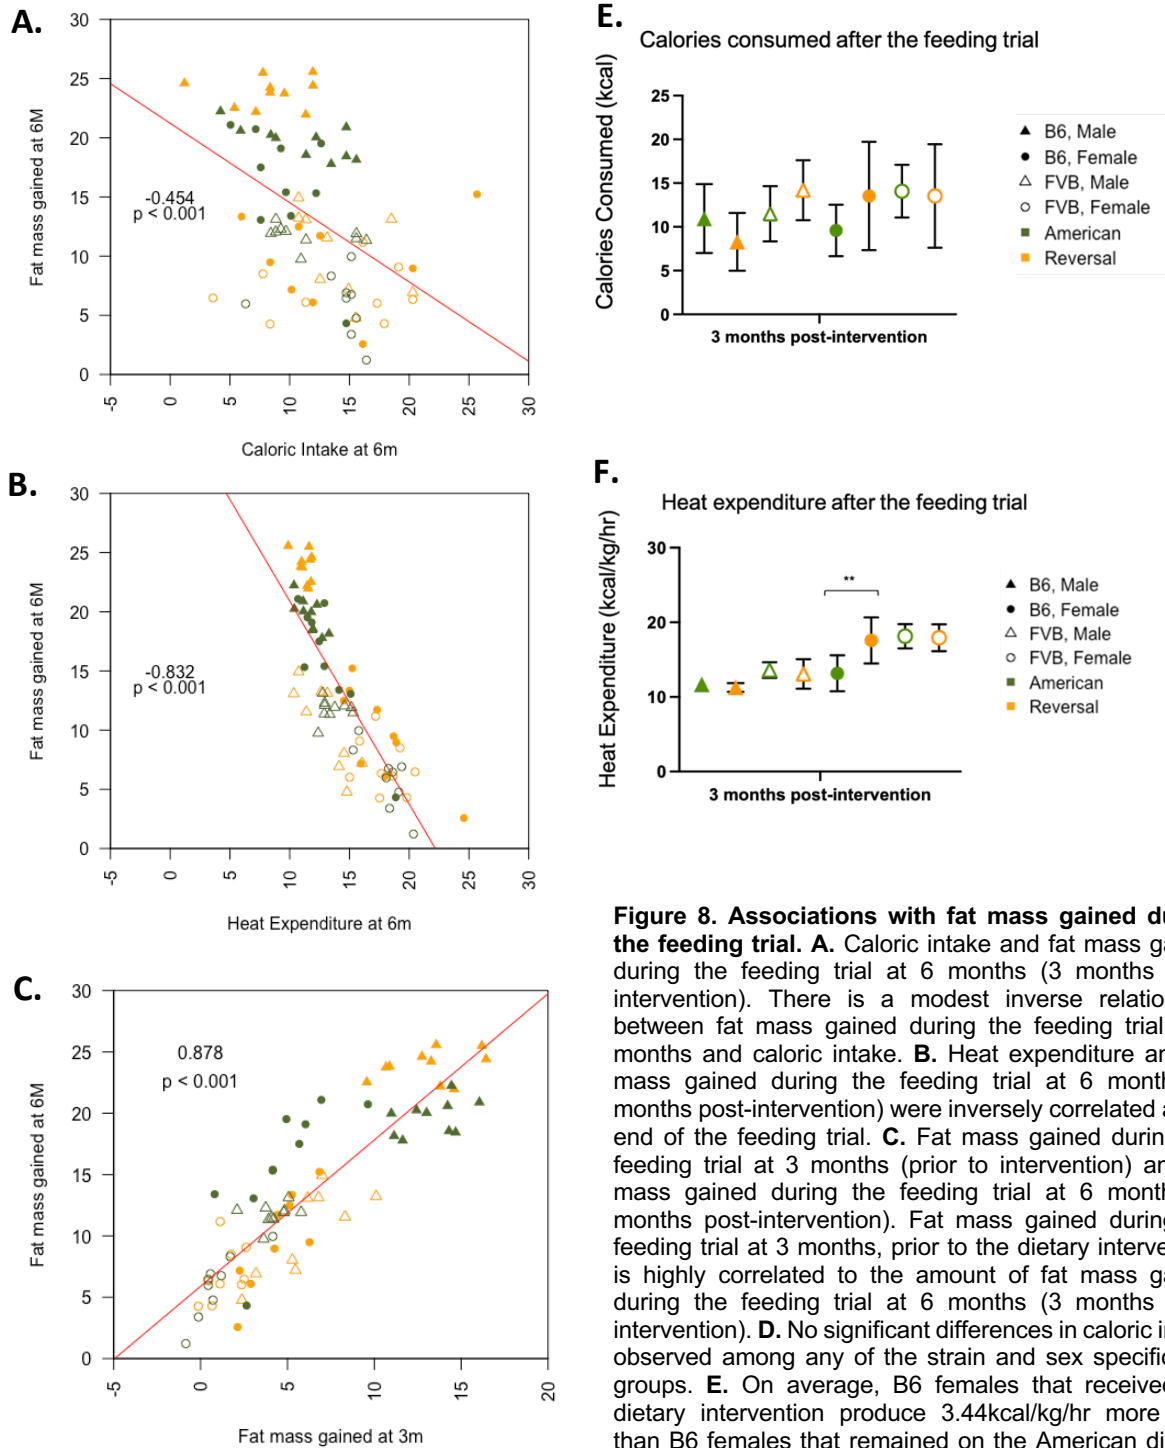 A.
Fat mass gained at 6M
30
25
20
15
10
5
0
-0.454
p < 0.001
-5
0
5
10
15
20
25
30
Caloric Intake at 6m
B.
Fat mass gained at 6M
30
25
20
15
10
5
0
-0.832
p < 0.001
-5
0
5
10
15
20
25
30
Heat Expenditure at 6m
C.
Fat mass gained at 6M
30
25
20
15
10
5
0
0.878
p < 0.001
-5
0
5
10
15
20
Fat mass gained at 3m
E.
Calories consumed after the feeding trial
Calories Consumed (kcal)
25
20
15
10
5
0
3 months post-intervention
B6, Male
B6, Female
FVB, Male
FVB, Female
American
Reversal
F.
Heat expenditure after the feeding trial
Heat Expenditure (kcal/kg/hr)
30
20
10
0
**
3 months post-intervention
B6, Male
B6, Female
FVB, Male
FVB, Female
American
Reversal
Figure 8. Associations with fat mass gained du
the feeding trial. A. Caloric intake and fat mass ga
during the feeding trial at 6 months (3 months
intervention). There is a modest inverse relation
between fat mass gained during the feeding trial
months and caloric intake. B. Heat expenditure an
mass gained during the feeding trial at 6 month
months post-intervention) were inversely correlated a
end of the feeding trial. C. Fat mass gained durin
feeding trial at 3 months (prior to intervention) an
mass gained during the feeding trial at 6 month
months post-intervention). Fat mass gained during
feeding trial at 3 months, prior to the dietary interve
is highly correlated to the amount of fat mass ga
during the feeding trial at 6 months (3 months
intervention). D. No significant differences in caloric in
observed among any of the strain and sex specific
groups. E. On average, B6 females that received
dietary intervention produce 3.44kcal/kg/hr more
than B6 females that remained on the American di